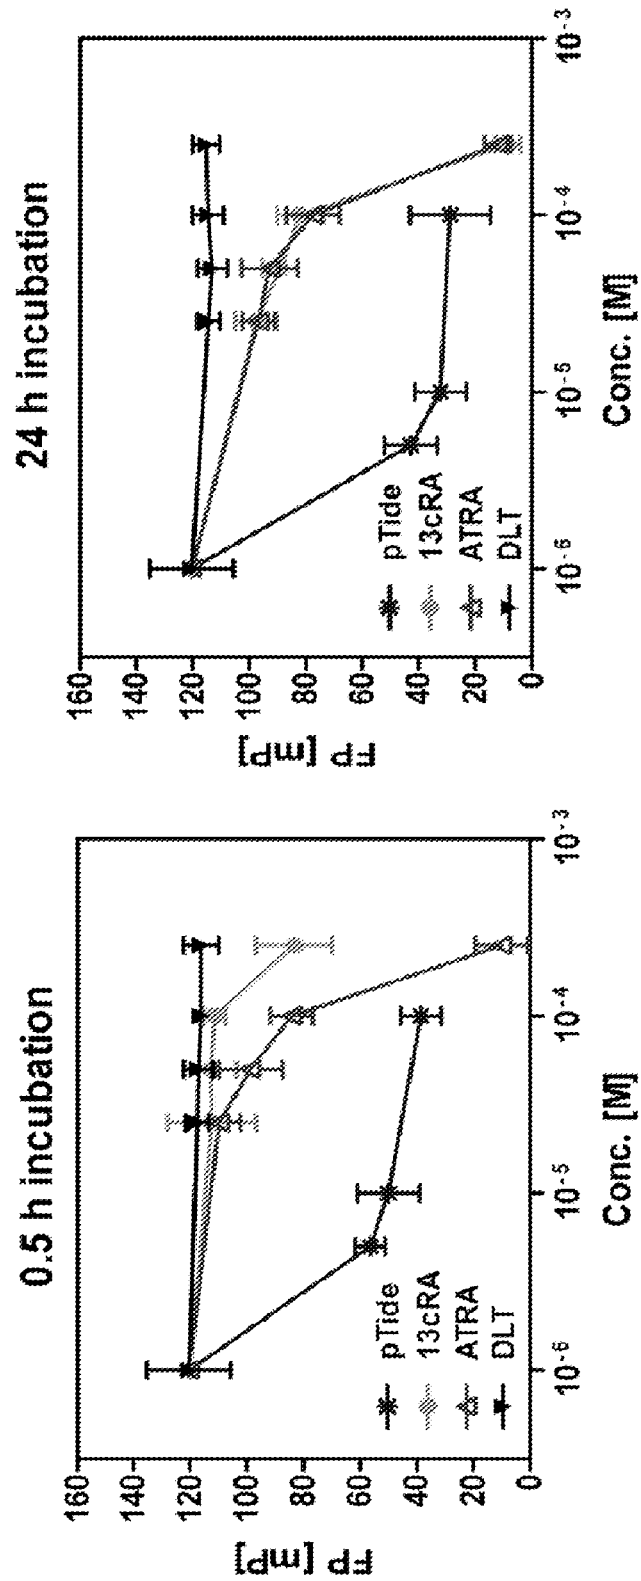 0.5 h incubation
FP [mP]
160
140
120
100
80
60
40
20
0
pTide
13cRA
ATRA
DLT
10-6
10-5
10-4
10-3
Conc. [M]
24 h incubation
FP [mP]
160
140
120
100
80
60
40
20
0
pTide
13cRA
ATRA
DLT
10-6
10-5
10-4
10-3
Conc. [M]